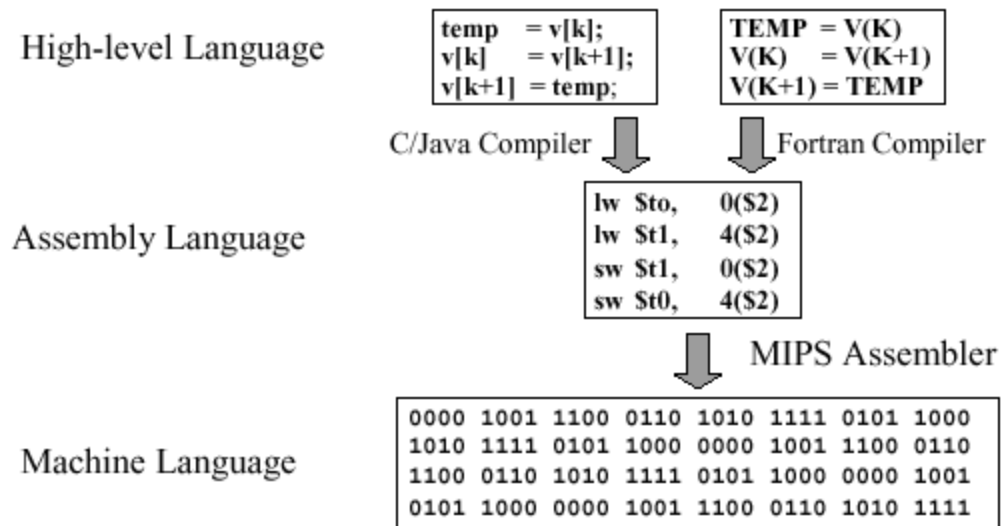 High-level Language
temp = v[k];
v[k] = v[k+1];
v[k+1] = temp;
TEMP = V(K)
V(K) = V(K+1)
V(K+1) = TEMP
C/Java Compiler
Fortran Compiler
Assembly Language
lw $to, 0($2)
lw $t1, 4($2)
sw $t1, 0($2)
sw $t0, 4($2)
MIPS Assembler
Machine Language
0000 1001 1100 0110 1010 1111 0101 1000
1010 1111 0101 1000 0000 1001 1100 0110
1100 0110 1010 1111 0101 1000 0000 1001
0101 1000 0000 1001 1100 0110 1010 1111